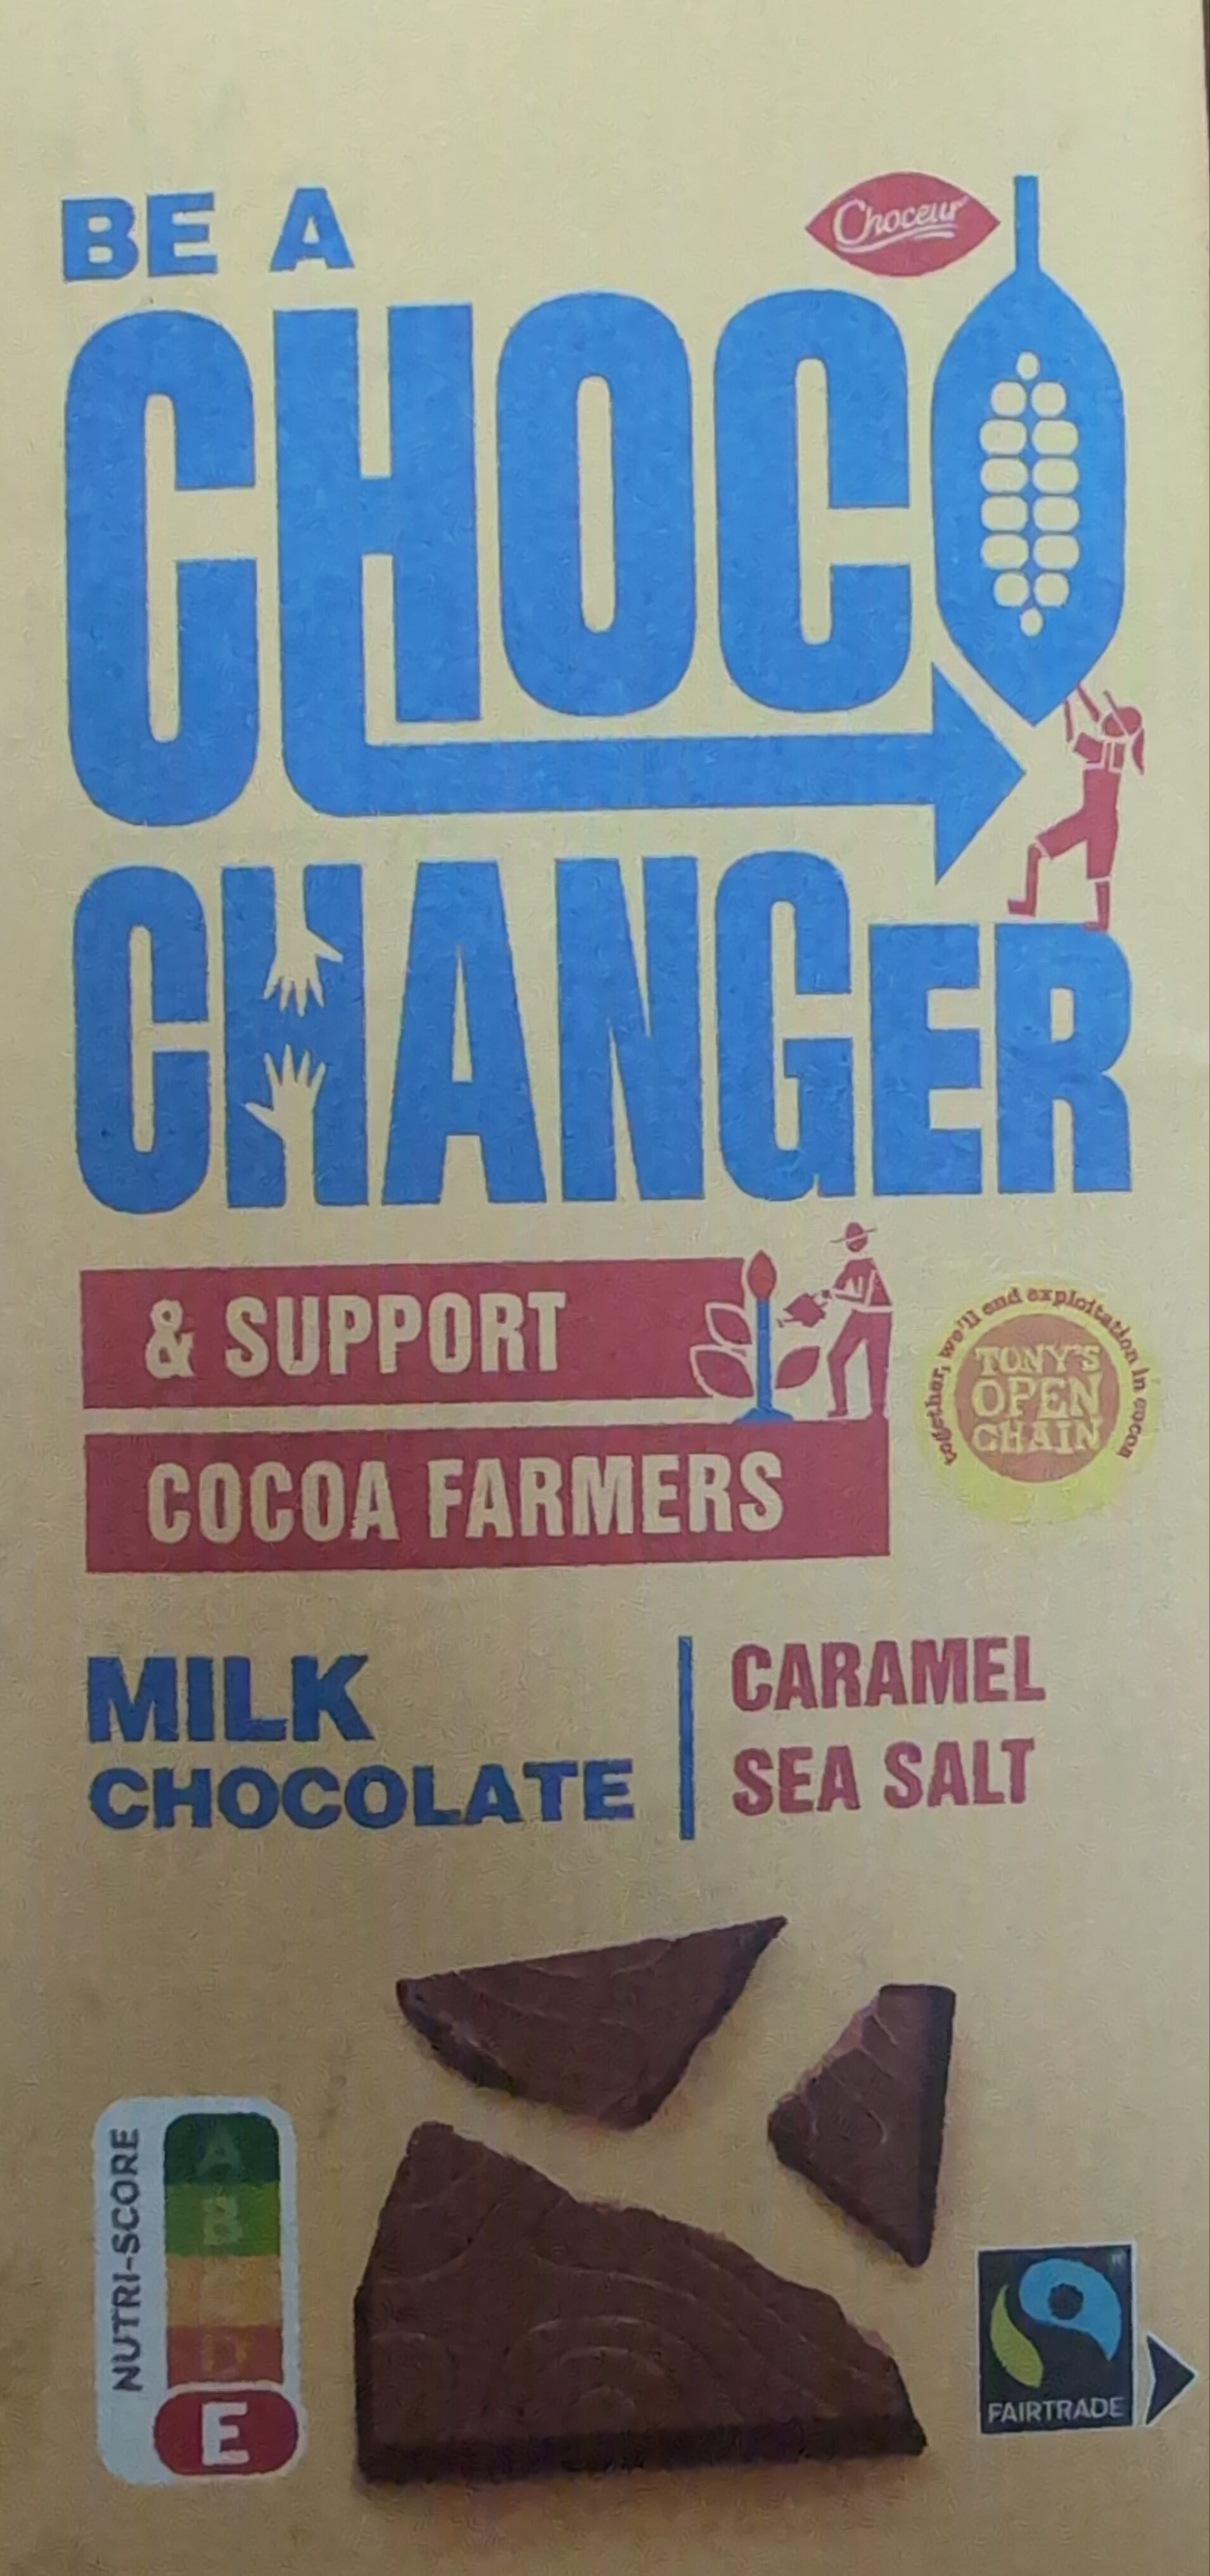 BE A
Choceur
CHOCO
CHANGER
& SUPPORT
COCOA FARMERS
together, we'll end exploitation in cocoa
TONY'S
OPEN
CHAIN
MILK
CHOCOLATE
CARAMEL
SEA SALT
NUTRI-SCORE
A
B
C
D
E
FAIRTRADE